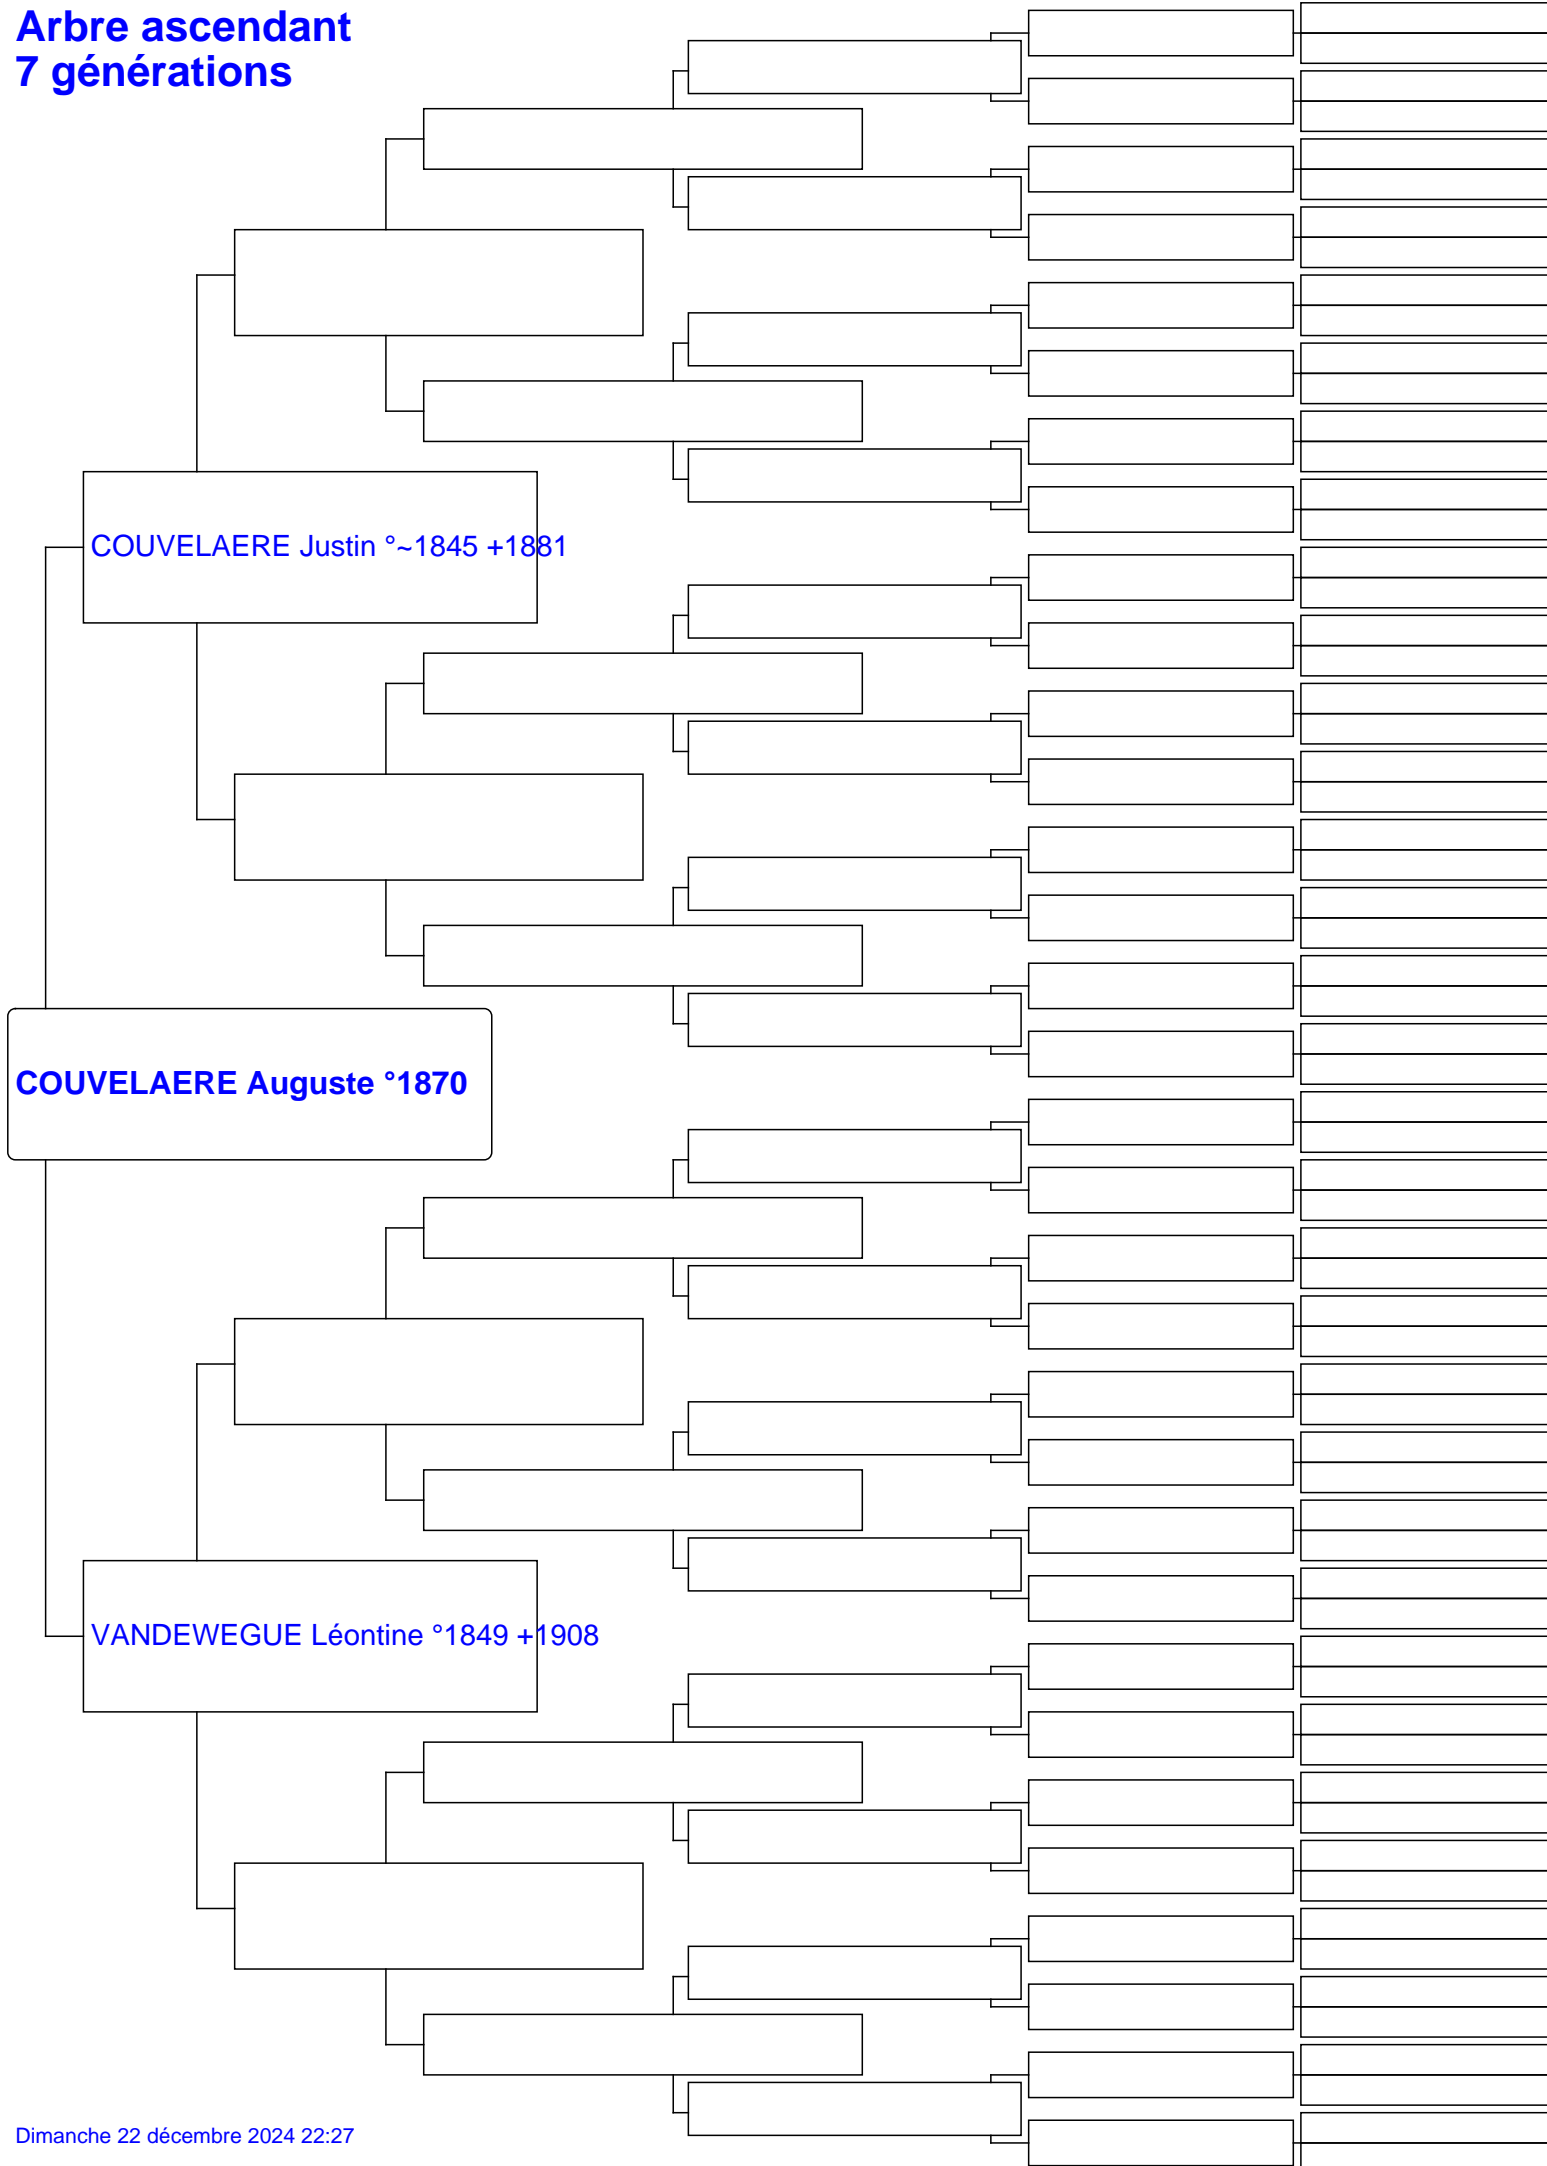 Arbre ascendant
7 générations
COUVELAERE Justin °~1845 +1881
COUVELAERE Auguste °1870
VANDEWEGUE Léontine °1849 +1908
Dimanche 22 décembre 2024 22:27